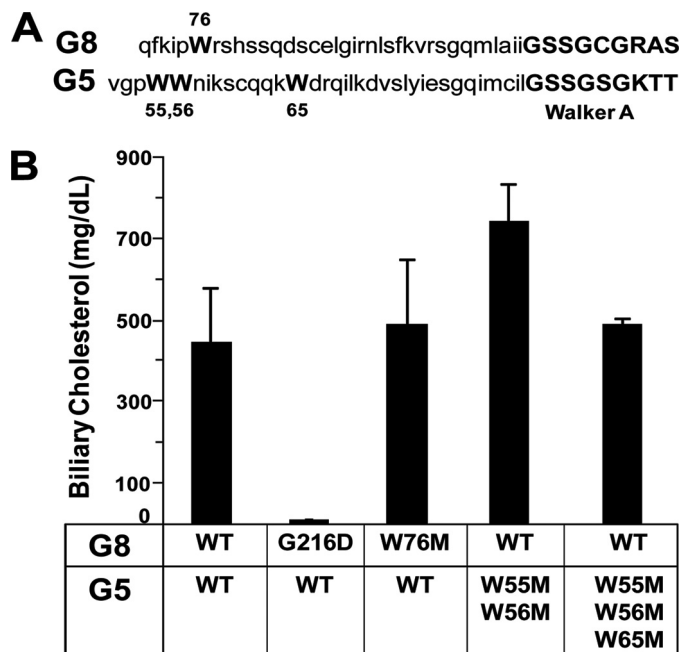 A
76
G8 qfkipWrshssqdscelgirnlsfkvrsgqmlaiiGSSGCGRAS
G5 vgpWWnikscqqkWdrqilkdvslyiesgqimcilGSSGSGKTT
55,56 65 Walker A
B
Biliary Cholesterol (mg/dL)
900
700
500
300
100
0
G8 WT G216D W76M WT WT
G5 WT WT WT W55M W55M
W56M W56M
W65M